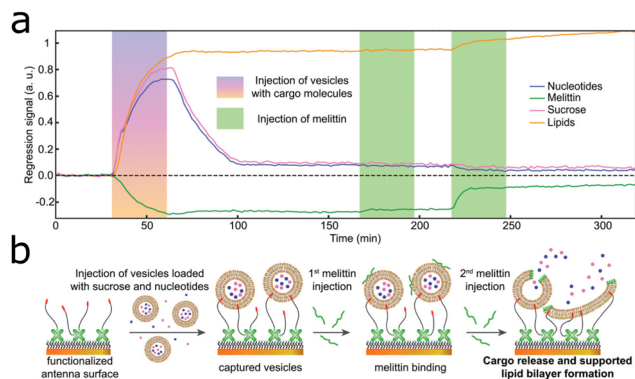 a
Regression signal (a. u.)
1
0.8
0.6
0.4
0.2
0
-0.2
0
50
100
150
200
250
300
Time (min)
Injection of vesicles
with cargo molecules
Injection of melittin
Nucleotides
Melittin
Sucrose
Lipids
b
Injection of vesicles loaded
with sucrose and nucleotides
1st melittin
injection
2nd melittin
injection
functionalized
antenna surface
captured vesicles
melittin binding
Cargo release and supported
lipid bilayer formation